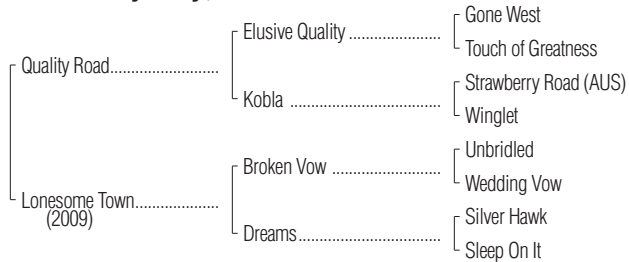 Gone West
Elusive Quality ....................
Touch of Greatness
Quality Road........................
Strawberry Road (AUS)
Kobla .................................
Winglet
Unbridled
Broken Vow ........................
Wedding Vow
Lonesome Town..................
(2009)
Silver Hawk
Dreams...............................
Sleep On It